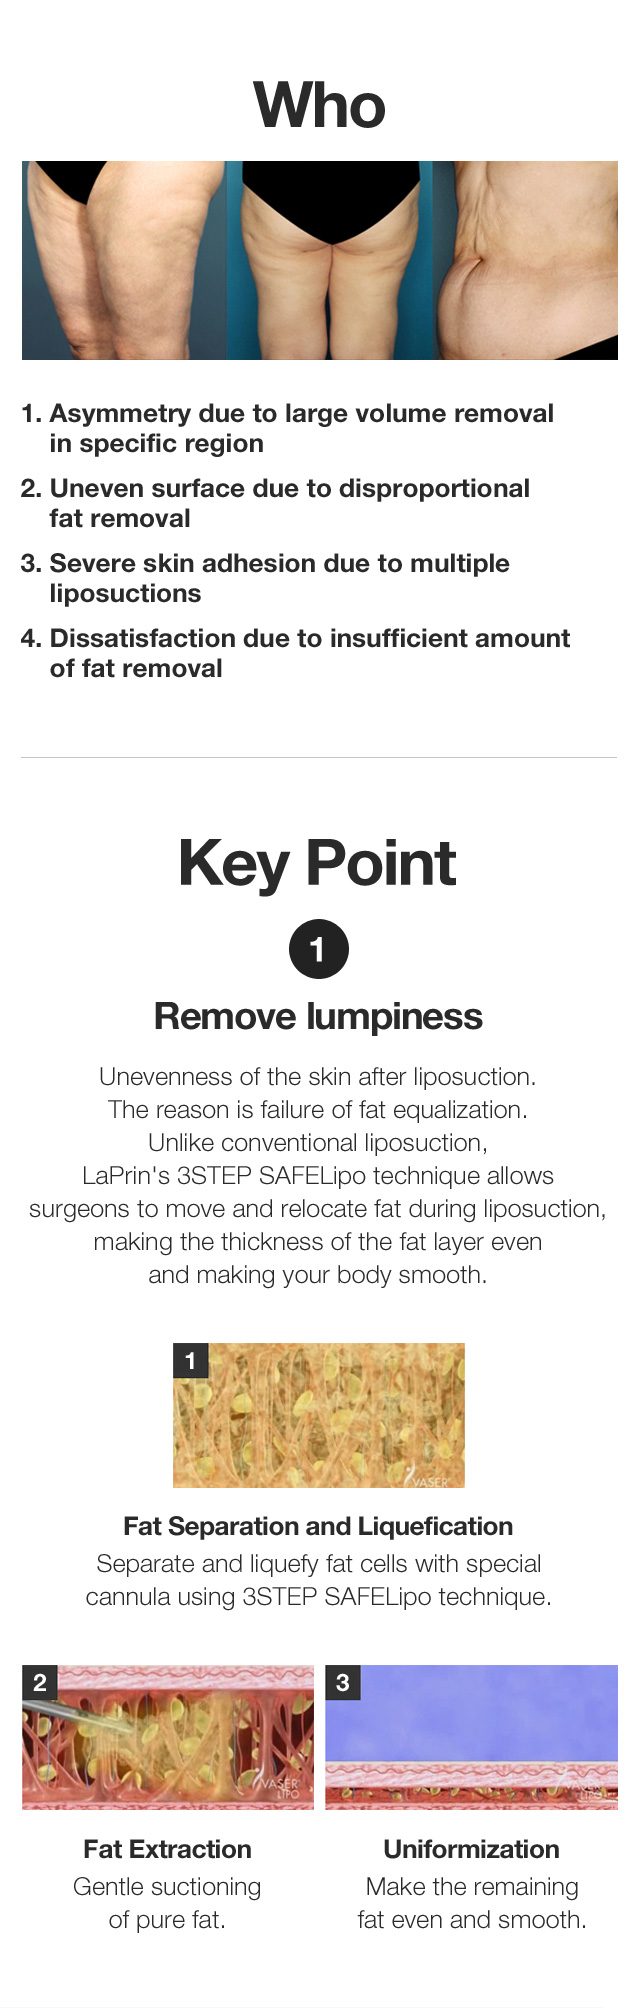 Who
1. Asymmetry due to large volume removal
in specific region
2. Uneven surface due to disproportional
fat removal
3. Severe skin adhesion due to multiple
liposuctions
4. Dissatisfaction due to insufficient amount
of fat removal
Key Point
1
Remove lumpiness
Unevenness of the skin after liposuction.
The reason is failure of fat equalization.
Unlike conventional liposuction,
LaPrin's 3STEP SAFELipo technique allows
surgeons to move and relocate fat during liposuction,
making the thickness of the fat layer even
and making your body smooth.
1
VASER
Fat Separation and Liquefication
Separate and liquefy fat cells with special
cannula using 3STEP SAFELipo technique.
2
VASER
LIPO
3
VASER
LIPO
Fat Extraction
Gentle suctioning
of pure fat.
Uniformization
Make the remaining
fat even and smooth.